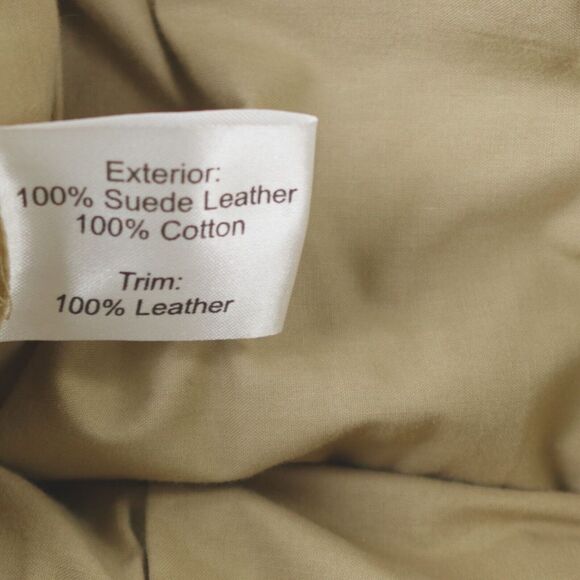 Exterior:
100% Suede Leather
100% Cotton
Trim:
100% Leather